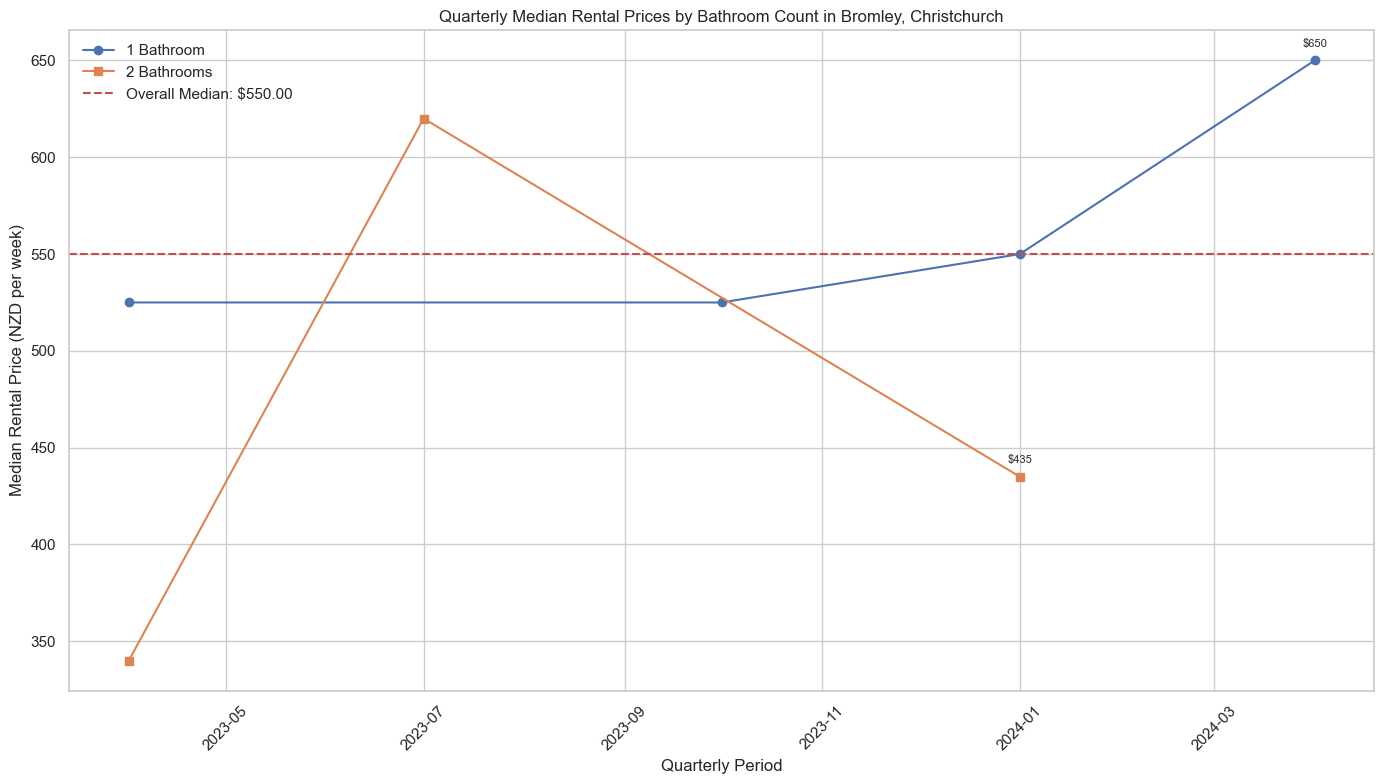 Quarterly Median Rental Prices by Bathroom Count in Bromley, Christchurch
1 Bathroom
2 Bathrooms
Overall Median: $550.00
$650
$435
Median Rental Price (NZD per week)
650
600
550
500
450
400
350
2023-05
2023-07
2023-09
2023-11
2024-01
2024-03
Quarterly Period